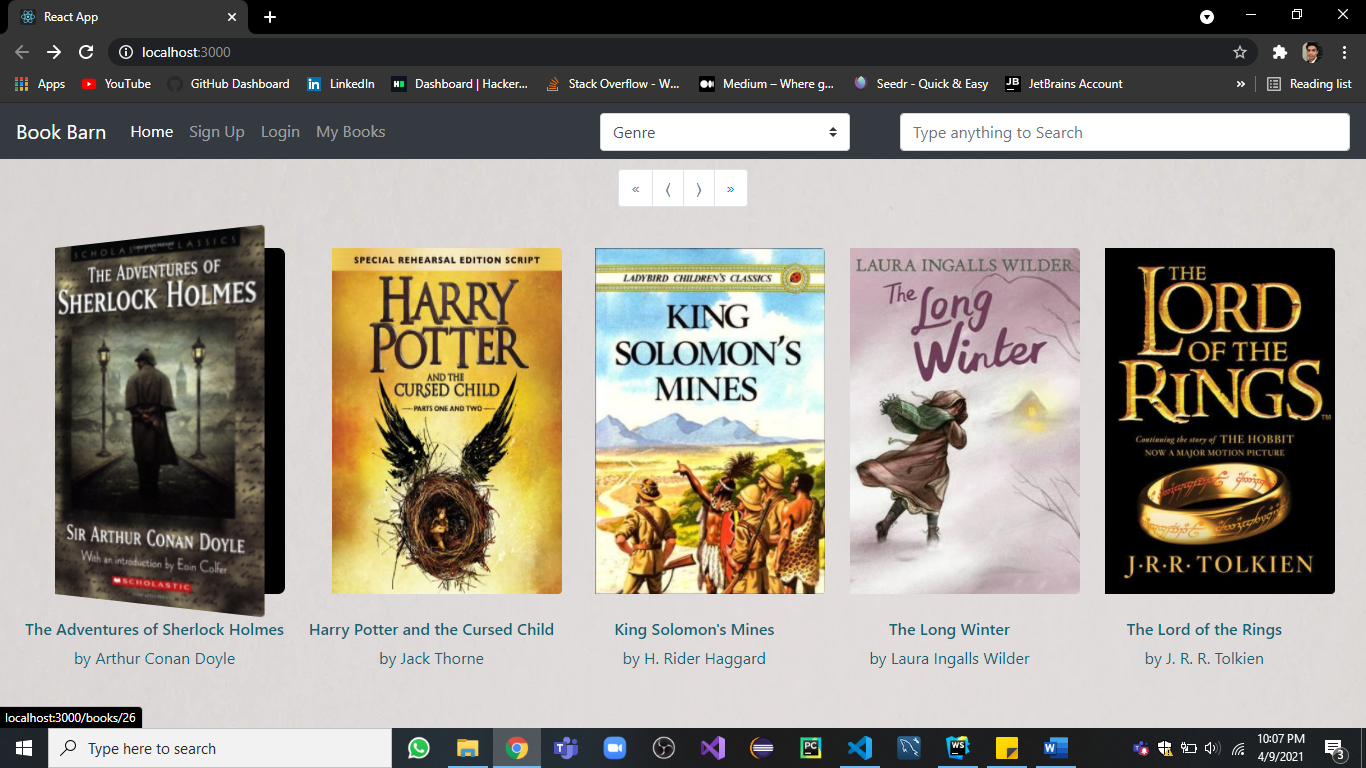 React App
localhost:3000
Apps
YouTube
GitHub Dashboard
LinkedIn
Dashboard | Hacker...
Stack Overflow - W...
Medium – Where g...
Seedr - Quick & Easy
JetBrains Account
»
Reading list
Book Barn
Home
Sign Up
Login
My Books
Genre
Type anything to Search
« ⟨ ⟩ »
SCHOLASTIC CLASSICS
THE ADVENTURES OF
SHERLOCK HOLMES
SIR ARTHUR CONAN DOYLE
With an introduction by Eoin Colfer
SCHOLASTIC
SPECIAL REHEARSAL EDITION SCRIPT
HARRY
POTTER
AND THE
CURSED CHILD
PARTS ONE AND TWO
LADYBIRD CHILDREN'S CLASSICS
KING
SOLOMON'S
MINES
LAURA INGALLS WILDER
The
Long
Winter
THE
LORD
OF THE
RINGS™
Continuing the story of THE HOBBIT
NOW A MAJOR MOTION PICTURE
J·R·R·TOLKIEN
The Adventures of Sherlock Holmes
by Arthur Conan Doyle
Harry Potter and the Cursed Child
by Jack Thorne
King Solomon's Mines
by H. Rider Haggard
The Long Winter
by Laura Ingalls Wilder
The Lord of the Rings
by J. R. R. Tolkien
localhost:3000/books/26
Type here to search
PC
WS
W
10:07 PM
4/9/2021
3